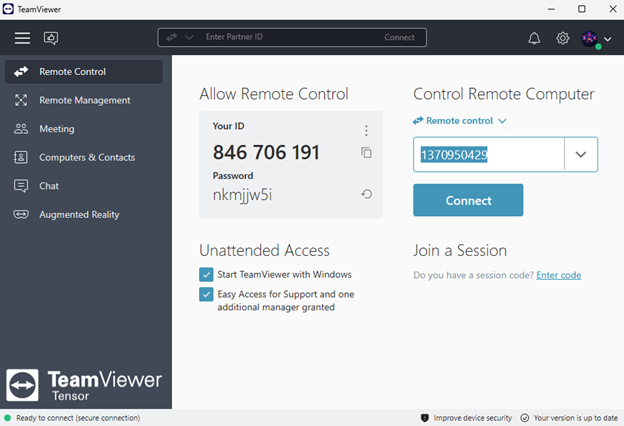 TeamViewer
Enter Partner ID
Connect
Remote Control
Remote Management
Meeting
Computers & Contacts
Chat
Augmented Reality
Allow Remote Control
Your ID
846 706 191
Password
nkmjjw5i
Unattended Access
Start TeamViewer with Windows
Easy Access for Support and one
additional manager granted
Control Remote Computer
Remote control
1370950429
Connect
Join a Session
Do you have a session code? Enter code
TeamViewer
Tensor
Ready to connect (secure connection)
Improve device security
Your version is up to date